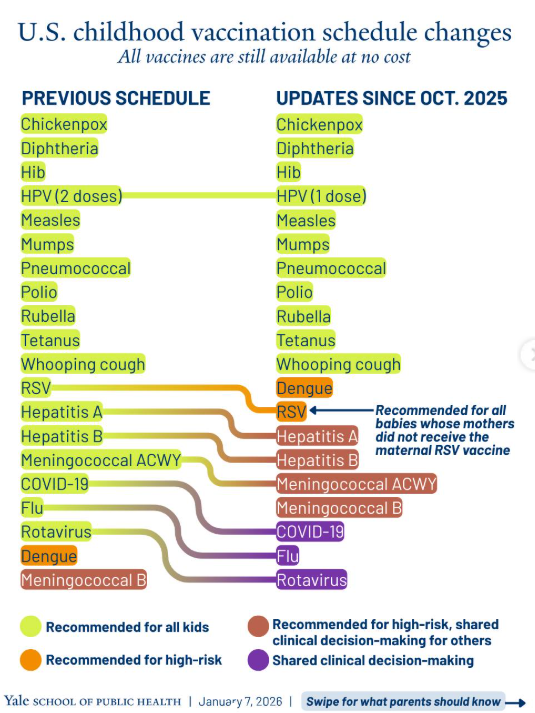 U.S. childhood vaccination schedule changes
All vaccines are still available at no cost
PREVIOUS SCHEDULE
Chickenpox
Diphtheria
Hib
HPV (2 doses)
Measles
Mumps
Pneumococcal
Polio
Rubella
Tetanus
Whooping cough
RSV
Hepatitis A
Hepatitis B
Meningococcal ACWY
COVID-19
Flu
Rotavirus
Dengue
Meningococcal B
UPDATES SINCE OCT. 2025
Chickenpox
Diphtheria
Hib
HPV (1 dose)
Measles
Mumps
Pneumococcal
Polio
Rubella
Tetanus
Whooping cough
Dengue
RSV
Recommended for all
babies whose mothers
did not receive the
maternal RSV vaccine
Hepatitis A
Hepatitis B
Meningococcal ACWY
Meningococcal B
COVID-19
Flu
Rotavirus
Recommended for all kids
Recommended for high-risk
Recommended for high-risk, shared
clinical decision-making for others
Shared clinical decision-making
Yale SCHOOL OF PUBLIC HEALTH | January 7, 2026 | Swipe for what parents should know